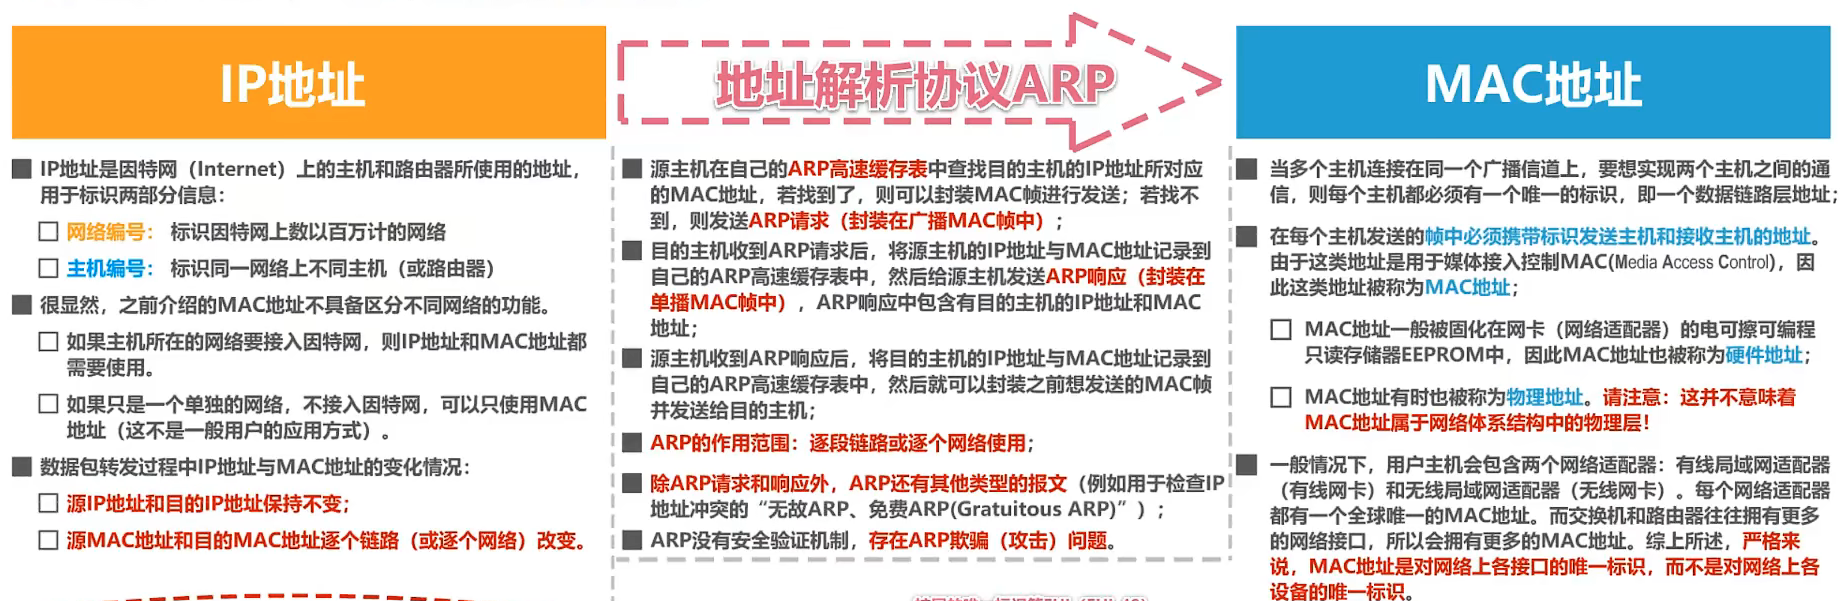 IP地址
IP地址是因特网（Internet）上的主机和路由器所使用的地址，
用于标识两部分信息：
网络编号： 标识因特网上数以百万计的网络
主机编号： 标识同一网络上不同主机（或路由器）
很显然，之前介绍的MAC地址不具备区分不同网络的功能。
如果主机所在的网络要接入因特网，则IP地址和MAC地址都
需要使用。
如果只是一个单独的网络，不接入因特网，可以只使用MAC
地址（这不是一般用户的应用方式）。
数据包转发过程中IP地址与MAC地址的变化情况：
源IP地址和目的IP地址保持不变；
源MAC地址和目的MAC地址逐个链路（或逐个网络）改变。
地址解析协议ARP
源主机在自己的ARP高速缓存表中查找目的主机的IP地址所对应
的MAC地址，若找到了，则可以封装MAC帧进行发送；若找不
到，则发送ARP请求（封装在广播MAC帧中）；
目的主机收到ARP请求后，将源主机的IP地址与MAC地址记录到
自己的ARP高速缓存表中，然后给源主机发送ARP响应（封装在
单播MAC帧中），ARP响应中包含有目的主机的IP地址和MAC
地址；
源主机收到ARP响应后，将目的主机的IP地址与MAC地址记录到
自己的ARP高速缓存表中，然后就可以封装之前想发送的MAC帧
并发送给目的主机；
ARP的作用范围：逐段链路或逐个网络使用；
除ARP请求和响应外，ARP还有其他类型的报文（例如用于检查IP
地址冲突的“无故ARP、免费ARP(Gratuitous ARP)”）；
ARP没有安全验证机制，存在ARP欺骗（攻击）问题。
MAC地址
当多个主机连接在同一个广播信道上，要想实现两个主机之间的通
信，则每个主机都必须有一个唯一的标识，即一个数据链路层地址；
在每个主机发送的帧中必须携带标识发送主机和接收主机的地址。
由于这类地址是用于媒体接入控制MAC(Media Access Control)，因
此这类地址被称为MAC地址；
MAC地址一般被固化在网卡（网络适配器）的电可擦可编程
只读存储器EEPROM中，因此MAC地址也被称为硬件地址；
MAC地址有时也被称为物理地址。请注意：这并不意味着
MAC地址属于网络体系结构中的物理层！
一般情况下，用户主机会包含两个网络适配器：有线局域网适配器
（有线网卡）和无线局域网适配器（无线网卡）。每个网络适配器
都有一个全球唯一的MAC地址。而交换机和路由器往往拥有更多
的网络接口，所以会拥有更多的MAC地址。综上所述，严格来
说，MAC地址是对网络上各接口的唯一标识，而不是对网络上各
设备的唯一标识。